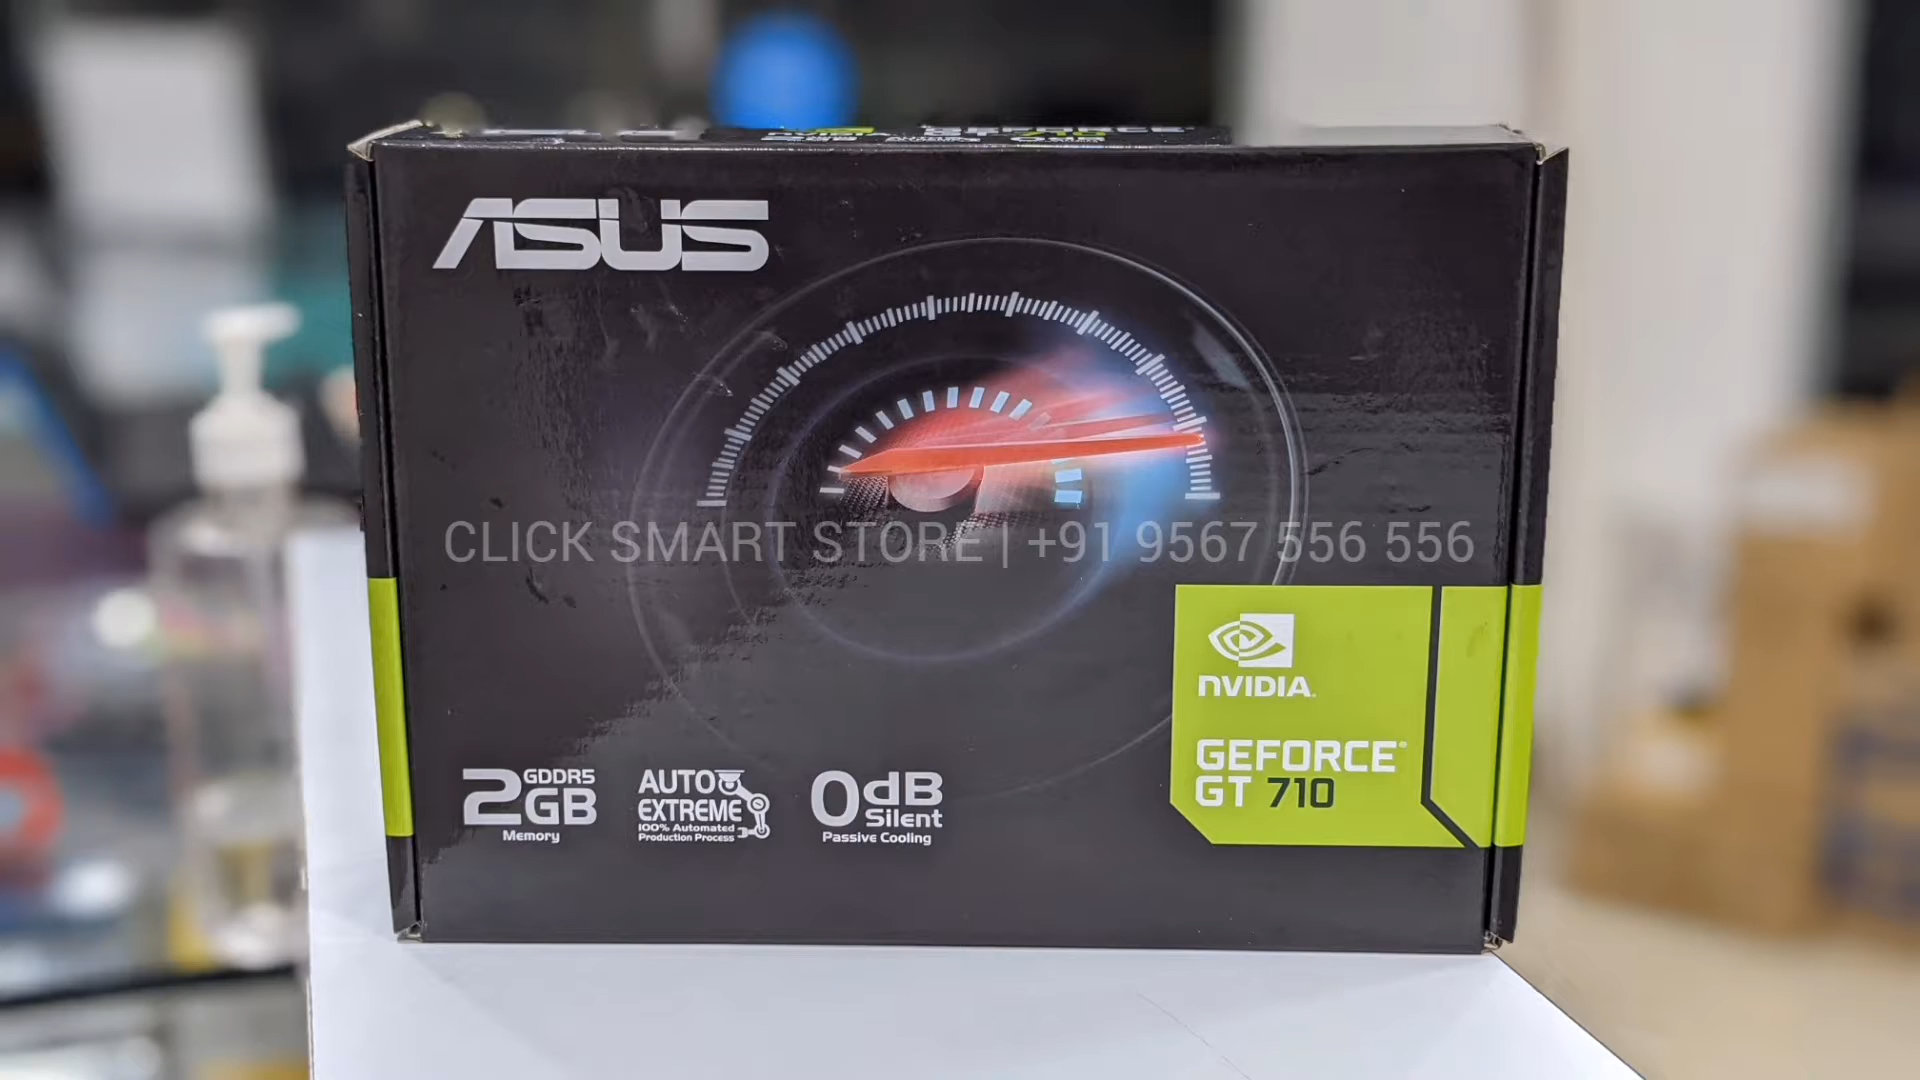 ASUS
CLICK SMART STORE | +91 9567 556 556
NVIDIA.
GEFORCE®
GT 710
GDDR5
2GB
Memory
AUTO
EXTREME
100% Automated
Production Process
0dB
Silent
Passive Cooling